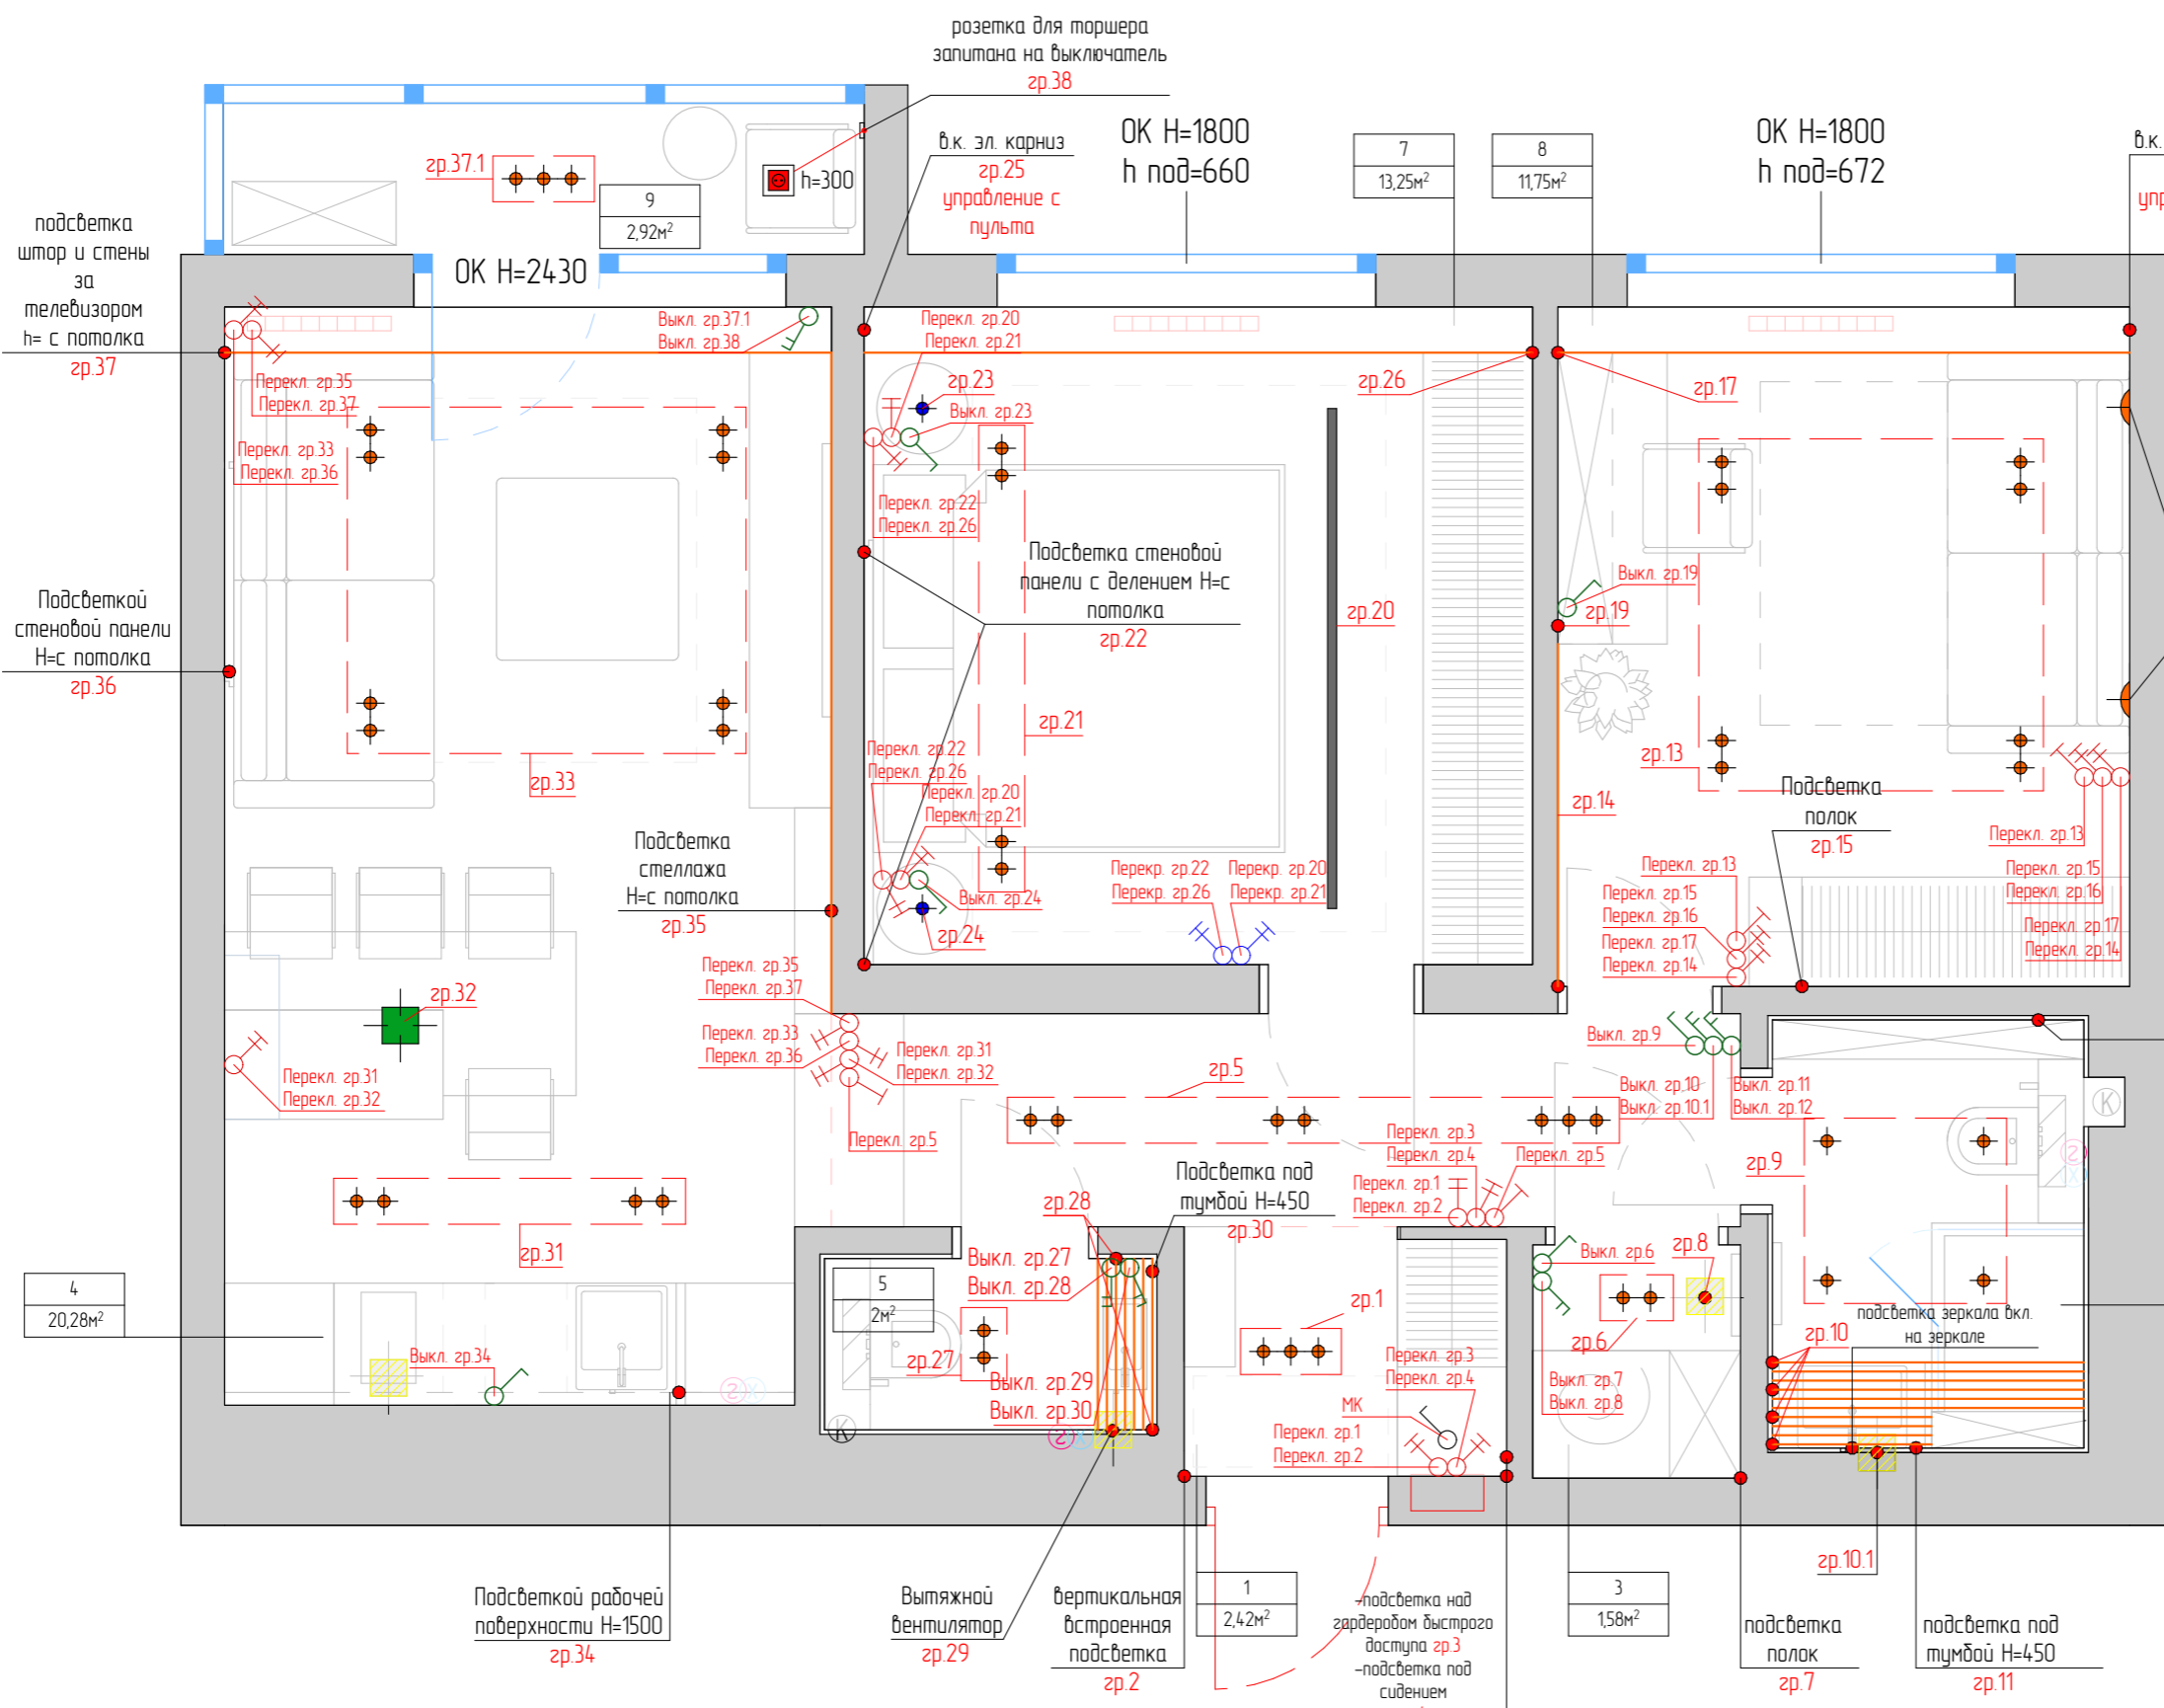 розетка для торшера
запитана на выключатель
гр.38
в.к. эл. карниз
гр.25
управление с
пульта
ОК Н=1800
h под=660
7
13,25м²
8
11,75м²
ОК Н=1800
h под=672
в.к.
упр
гр.37.1
h=300
9
2,92м²
ОК Н=2430
подсветка
штор и стены
за
телевизором
h= с потолка
гр.37
Выкл. гр.37.1
Выкл. гр.38
Перекл. гр.20
Перекл. гр.21
Перекл. гр.35
Перекл. гр.37
Перекл. гр.33
Перекл. гр.36
гр.23
Выкл. гр.23
гр.26
гр.17
Перекл. гр.22
Перекл. гр.26
Подсветка стеновой
панели с делением Н=с
потолка
гр.22
гр.20
Выкл. гр.19
гр.19
Подсветкой
стеновой панели
Н=с потолка
гр.36
гр.21
гр.33
Перекл. гр.22
Перекл. гр.26
Перекл. гр.20
Перекл. гр.21
гр.13
гр.14
Подсветка
полок
гр.15
Перекл. гр.13
Перекл. гр.15
Перекл. гр.16
Перекл. гр.17
Перекл. гр.14
Подсветка
стеллажа
Н=с потолка
гр.35
Выкл. гр.24
гр.24
Перекр. гр.22
Перекр. гр.26
Перекр. гр.20
Перекр. гр.21
Перекл. гр.13
Перекл. гр.15
Перекл. гр.16
Перекл. гр.17
Перекл. гр.14
гр.32
Перекл. гр.35
Перекл. гр.37
Перекл. гр.33
Перекл. гр.36
Перекл. гр.31
Перекл. гр.32
Перекл. гр.31
Перекл. гр.32
Перекл. гр.5
гр.5
Выкл. гр.9
Выкл. гр.10
Выкл. гр.10.1
Выкл. гр.11
Выкл. гр.12
К
Перекл. гр.3
Перекл. гр.4
Перекл. гр.5
Перекл. гр.1
Перекл. гр.2
гр.9
Подсветка под
тумбой Н=450
гр.30
гр.28
гр.31
Выкл. гр.27
Выкл. гр.28
Выкл. гр.6
гр.8
гр.6
4
20,28м²
5
2м²
гр.27
гр.1
подсветка зеркала вкл.
на зеркале
гр.10
Выкл. гр.34
Выкл. гр.29
Выкл. гр.30
Перекл. гр.3
Перекл. гр.4
МК
Перекл. гр.1
Перекл. гр.2
Выкл. гр.7
Выкл. гр.8
К
Г
Х
Г
Х
Г
Х
гр.10.1
Подсветкой рабочей
поверхности Н=1500
гр.34
Вытяжной
вентилятор
гр.29
вертикальная
встроенная
подсветка
гр.2
1
2,42м²
-подсветка над
гардеробом быстрого
доступа гр.3
-подсветка под
сидением
3
1,58м²
подсветка
полок
гр.7
подсветка под
тумбой Н=450
гр.11